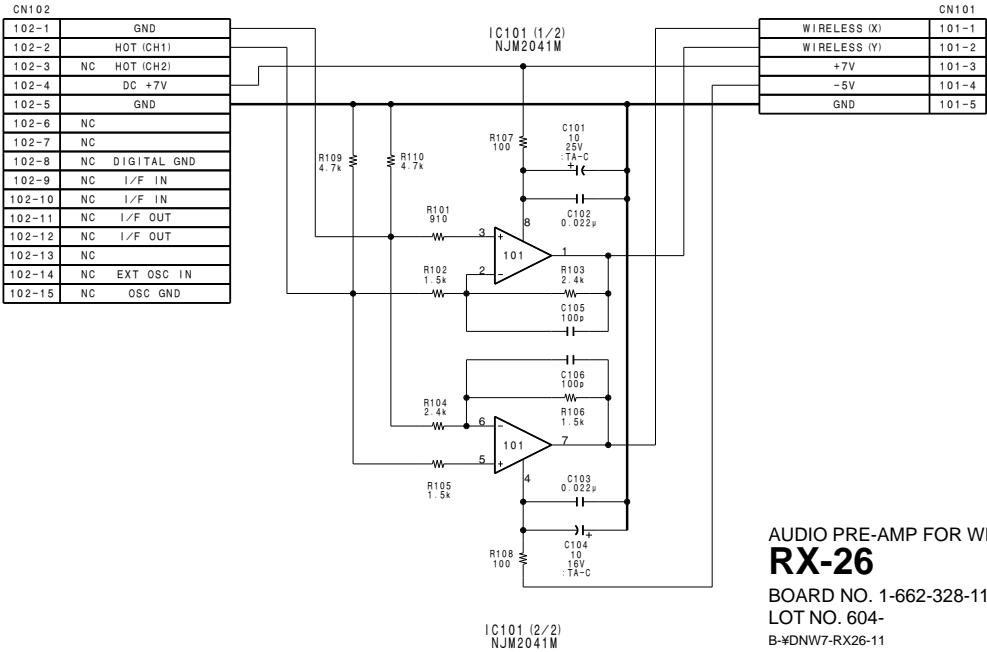 CN102
102-1 GND
102-2 HOT (CH1)
102-3 NC HOT (CH2)
102-4 DC +7V
102-5 GND
102-6 NC
102-7 NC
102-8 NC DIGITAL GND
102-9 NC I/F IN
102-10 NC I/F IN
102-11 NC I/F OUT
102-12 NC I/F OUT
102-13 NC
102-14 NC EXT OSC IN
102-15 NC OSC GND
IC101 (1/2)
NJM2041M
CN101
WIRELESS (X) 101-1
WIRELESS (Y) 101-2
+7V 101-3
-5V 101-4
GND 101-5
R109
4.7k
R110
4.7k
R107
100
C101
10
25V
:TA-C
+
C102
0.022µ
8
R101
910
3
+
101
1
2
-
R102
1.5k
R103
2.4k
C105
100p
C106
100p
R104
2.4k
R106
1.5k
6
-
101
7
5
+
R105
1.5k
4
C103
0.022µ
+
C104
10
16V
:TA-C
R108
100
IC101 (2/2)
NJM2041M
AUDIO PRE-AMP FOR WI
RX-26
BOARD NO. 1-662-328-11
LOT NO. 604-
B-¥DNW7-RX26-11